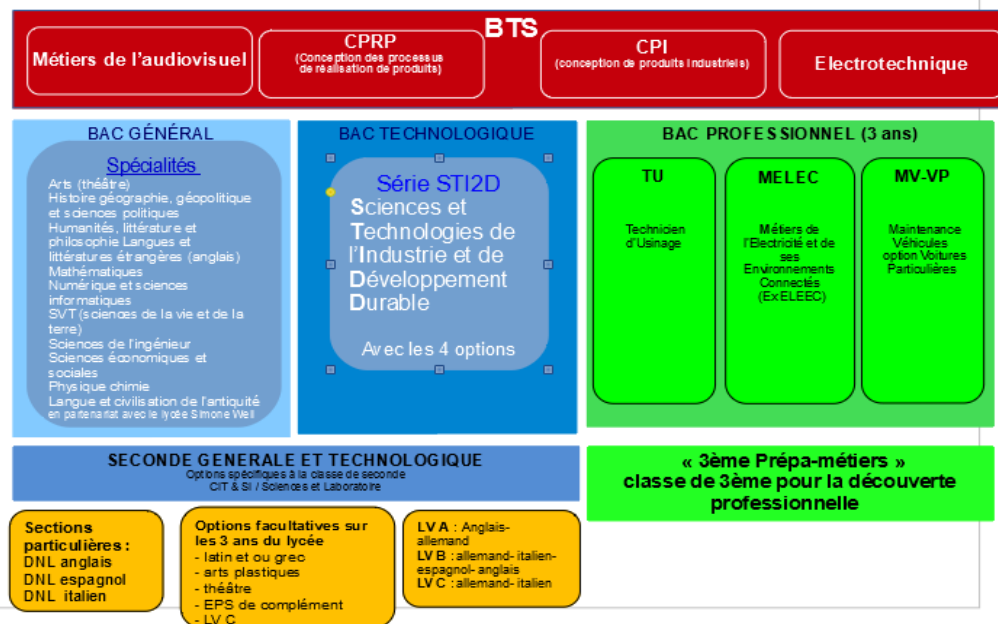 BTS
Métiers de l'audiovisuel
CPRP
(Conception des processus
de réalisation de produits)
CPI
(conception de produits industriels)
Electrotechnique
BAC GÉNÉRAL
Spécialités
Arts (théâtre)
Histoire géographie, géopolitique
et sciences politiques
Humanités, littérature et
philosophie Langues et
littératures étrangères (anglais)
Mathématiques
Numérique et sciences
informatiques
SVT (sciences de la vie et de la
terre)
Sciences de l'ingénieur
Sciences économiques et
sociales
Physique chimie
Langue et civilisation de l'antiquité
en partenariat avec le lycée Simone Weil
BAC TECHNOLOGIQUE
Série STI2D
Sciences et
Technologies de
l'Industrie et de
Développement
Durable
Avec les 4 options
BAC PROFESSIONNEL (3 ans)
TU
Technicien
d'Usinage
MELEC
Métiers de
l'Electricité et de
ses
Environnements
Connectés
(Ex ELEEC)
MV-VP
Maintenance
Véhicules
option Voitures
Particulières
SECONDE GENERALE ET TECHNOLOGIQUE
Options spécifiques à la classe de seconde
CIT & SI / Sciences et Laboratoire
« 3ème Prépa-métiers »
classe de 3ème pour la découverte
professionnelle
Sections
particulières :
DNL anglais
DNL espagnol
DNL italien
Options facultatives sur
les 3 ans du lycée
- latin et ou grec
- arts plastiques
- théâtre
- EPS de complément
- LV C
LV A : Anglais-
allemand
LV B : allemand- italien-
espagnol- anglais
LV C : allemand- italien